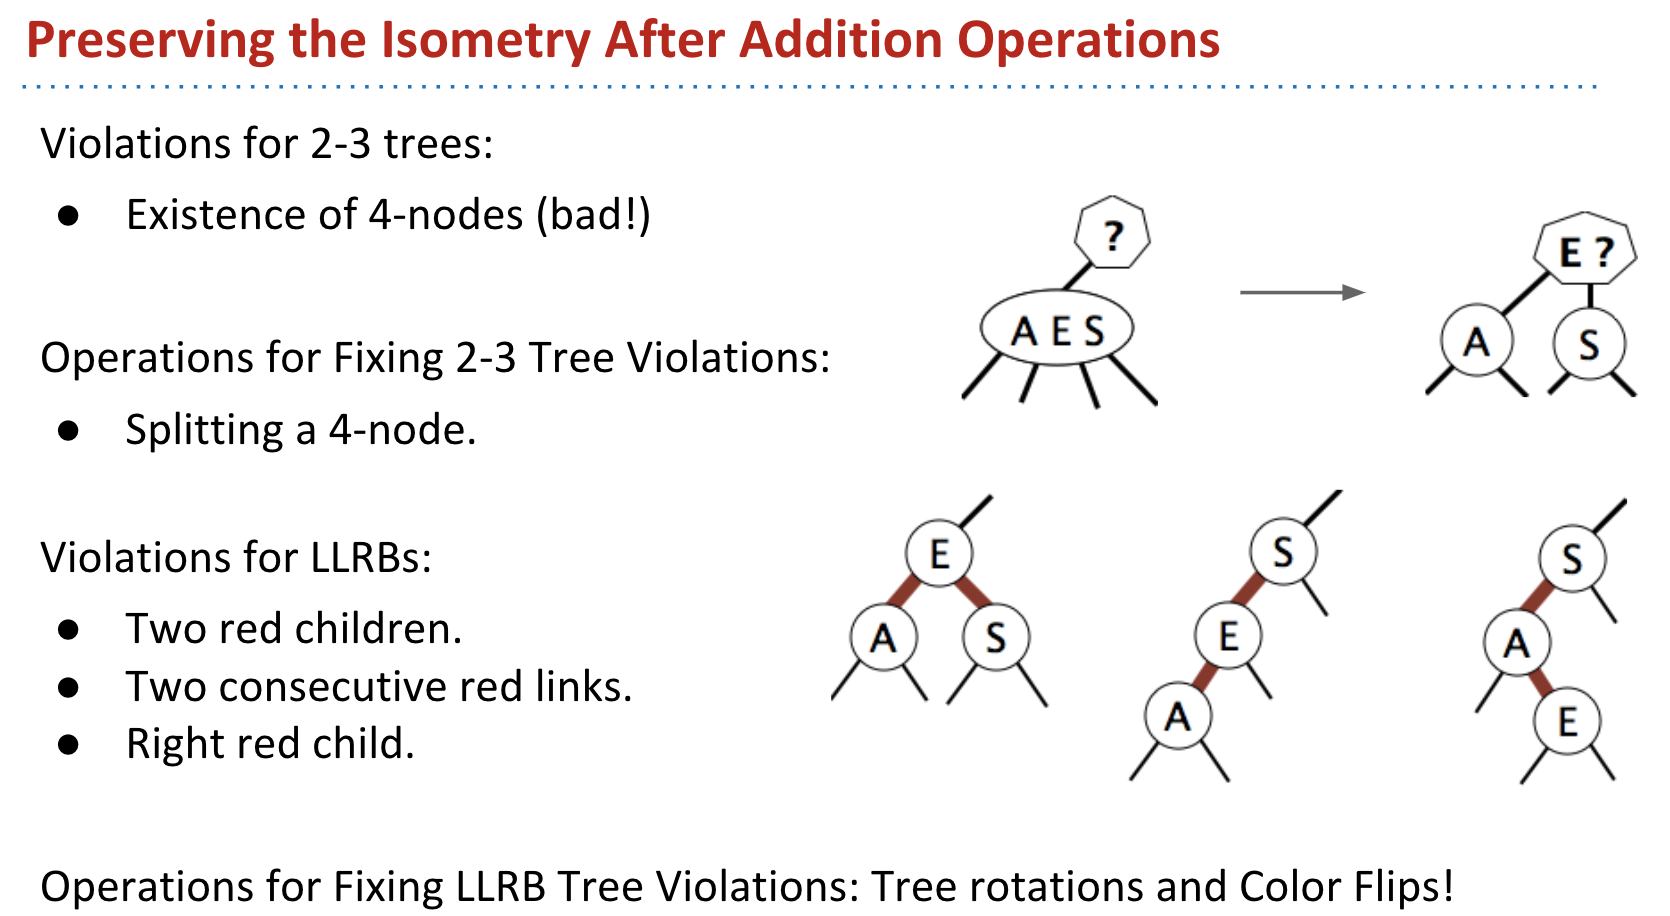 Preserving the Isometry After Addition Operations
Violations for 2-3 trees:
● Existence of 4-nodes (bad!)
Operations for Fixing 2-3 Tree Violations:
● Splitting a 4-node.
Violations for LLRBs:
● Two red children.
● Two consecutive red links.
● Right red child.
?
A E S
E ?
A
S
E
A
S
S
E
A
S
A
E
Operations for Fixing LLRB Tree Violations: Tree rotations and Color Flips!